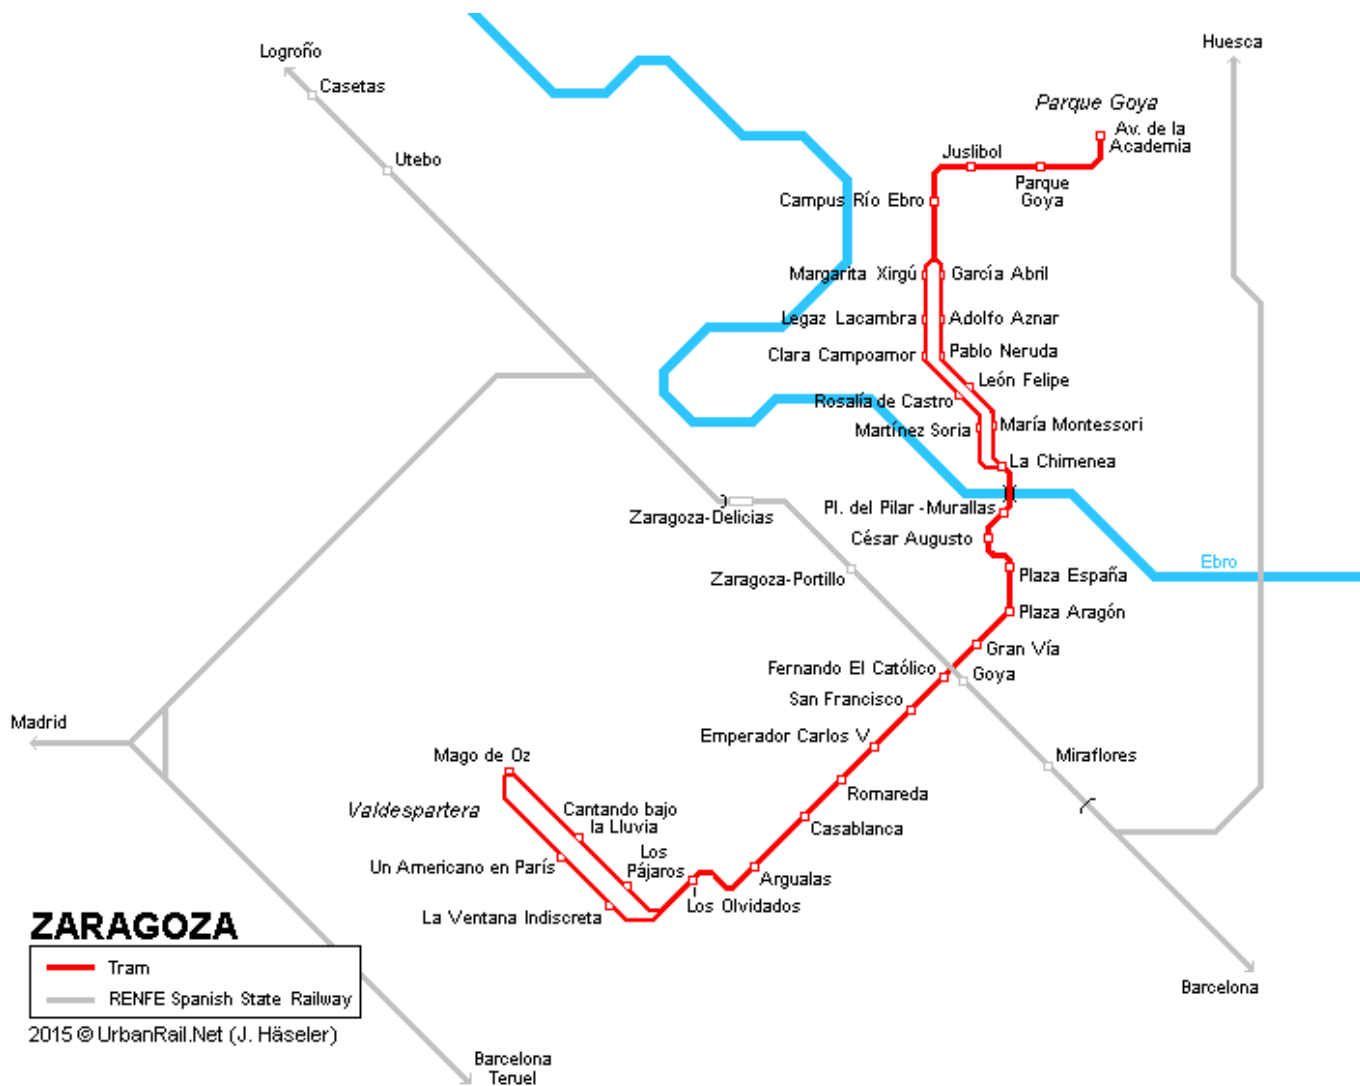 Logroño
Casetas
Utebo
Huesca
Parque Goya
Av. de la
Academia
Juslibol
Parque
Goya
Campus Río Ebro
Margarita Xirgú
García Abril
Legaz Lacambra
Adolfo Aznar
Clara Campoamor
Pablo Neruda
León Felipe
Rosalía de Castro
María Montessori
Martínez Soria
La Chimenea
Pl. del Pilar - Murallas
Zaragoza-Delicias
César Augusto
Ebro
Plaza España
Zaragoza-Portillo
Plaza Aragón
Gran Vía
Fernando El Católico
Goya
San Francisco
Madrid
Emperador Carlos V
Mago de Oz
Miraflores
Romareda
Valdespartera
Cantando bajo
la Lluvia
Casablanca
Los
Pájaros
Un Americano en París
Argualas
Los Olvidados
La Ventana Indiscreta
ZARAGOZA
Tram
RENFE Spanish State Railway
2015 © UrbanRail.Net (J. Häseler)
Barcelona
Barcelona
Teruel